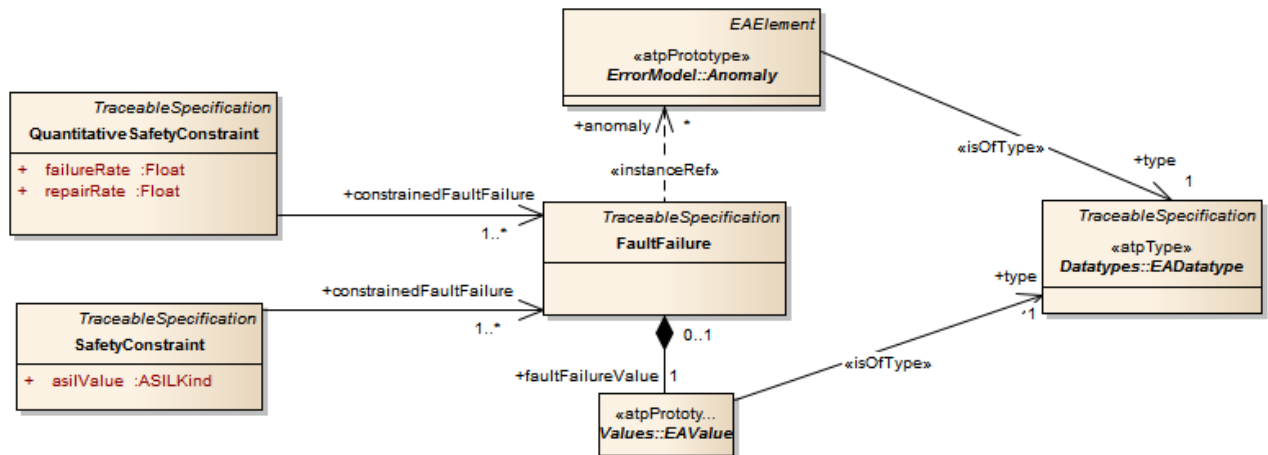 EAElement
«atpPrototype»
ErrorModel::Anomaly
TraceableSpecification
QuantitativeSafetyConstraint
+ failureRate :Float
+ repairRate :Float
+anomaly *
«instanceRef»
«isOfType»
+type
1
+constrainedFaultFailure
1..*
TraceableSpecification
FaultFailure
TraceableSpecification
«atpType»
Datatypes::EADatatype
TraceableSpecification
SafetyConstraint
+ asilValue :ASILKind
+constrainedFaultFailure
1..*
+type
1
0..1
«isOfType»
+faultFailureValue 1
«atpPrototy...
Values::EAValue